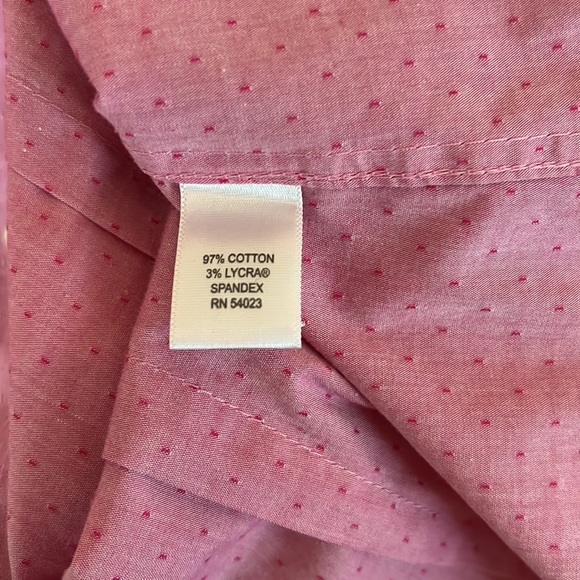 97% COTTON
3% LYCRA®
SPANDEX
RN 54023